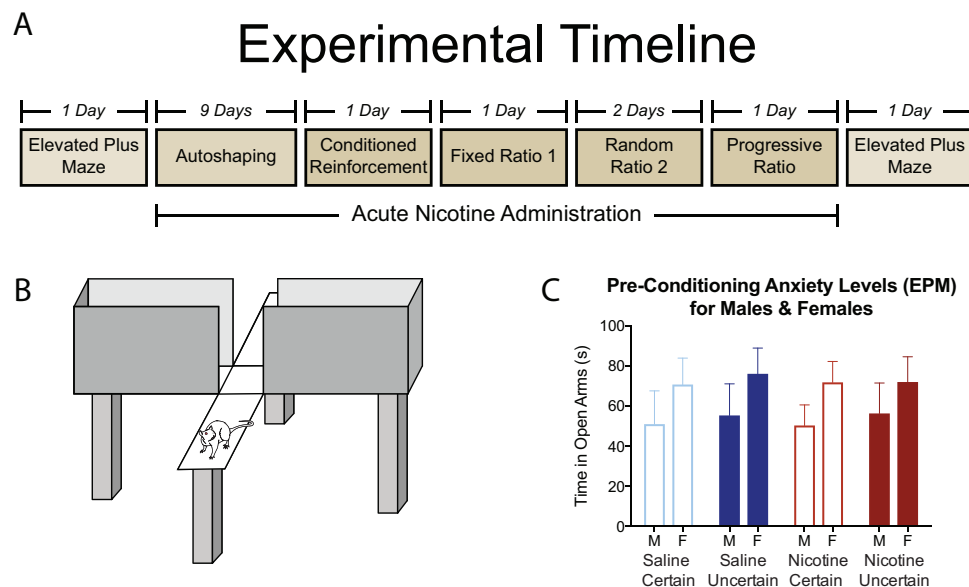 A
Experimental Timeline
1 Day
9 Days
1 Day
1 Day
2 Days
1 Day
1 Day
Elevated Plus
Maze
Autoshaping
Conditioned
Reinforcement
Fixed Ratio 1
Random
Ratio 2
Progressive
Ratio
Elevated Plus
Maze
Acute Nicotine Administration
B
C
Pre-Conditioning Anxiety Levels (EPM)
for Males & Females
Time in Open Arms (s)
100
80
60
40
20
0
M F M F M F M F
Saline
Certain
Saline
Uncertain
Nicotine
Certain
Nicotine
Uncertain